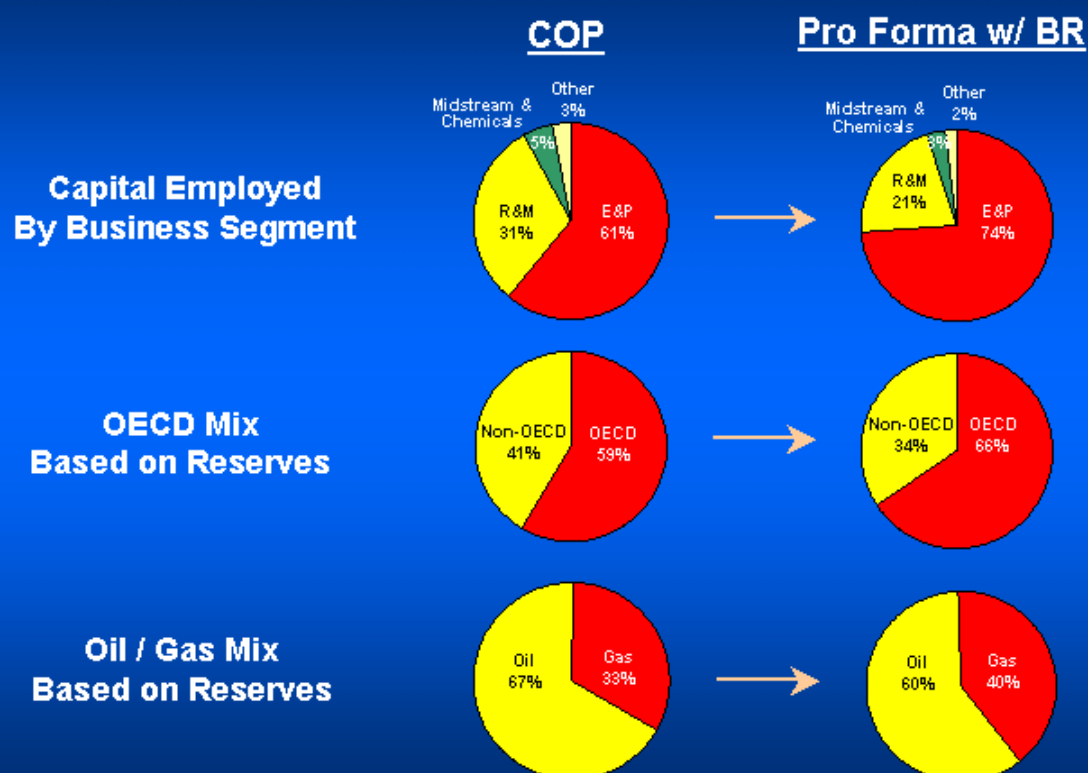 COP
Pro Forma w/ BR
Capital Employed
By Business Segment
Midstream &
Chemicals
5%
Other
3%
R&M
31%
E&P
61%
Midstream &
Chemicals
3%
Other
2%
R&M
21%
E&P
74%
OECD Mix
Based on Reserves
Non-OECD
41%
OECD
59%
Non-OECD
34%
OECD
66%
Oil / Gas Mix
Based on Reserves
Oil
67%
Gas
33%
Oil
60%
Gas
40%